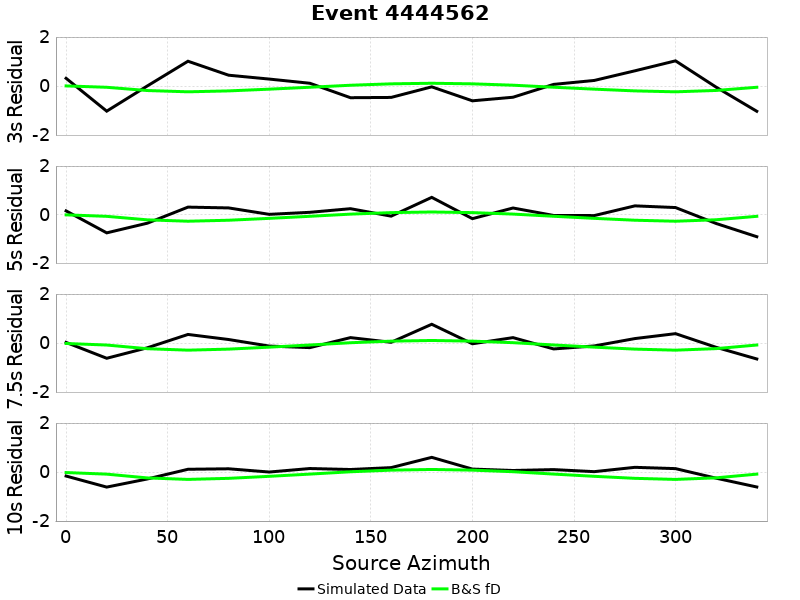 Event 4444562
3s Residual
2
0
-2
5s Residual
2
0
-2
7.5s Residual
2
0
-2
10s Residual
2
0
-2
0 50 100 150 200 250 300
Source Azimuth
Simulated Data B&S fD